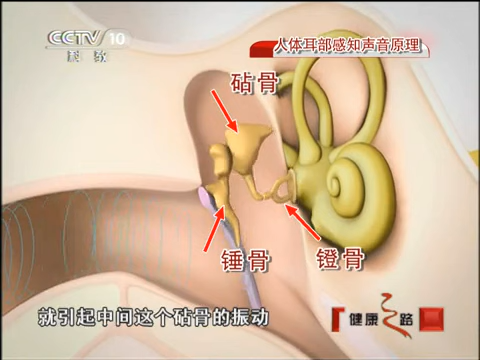 CCTV 10
科教
人体耳部感知声音原理
砧骨
锤骨
镫骨
就引起中间这个砧骨的振动
健康之路